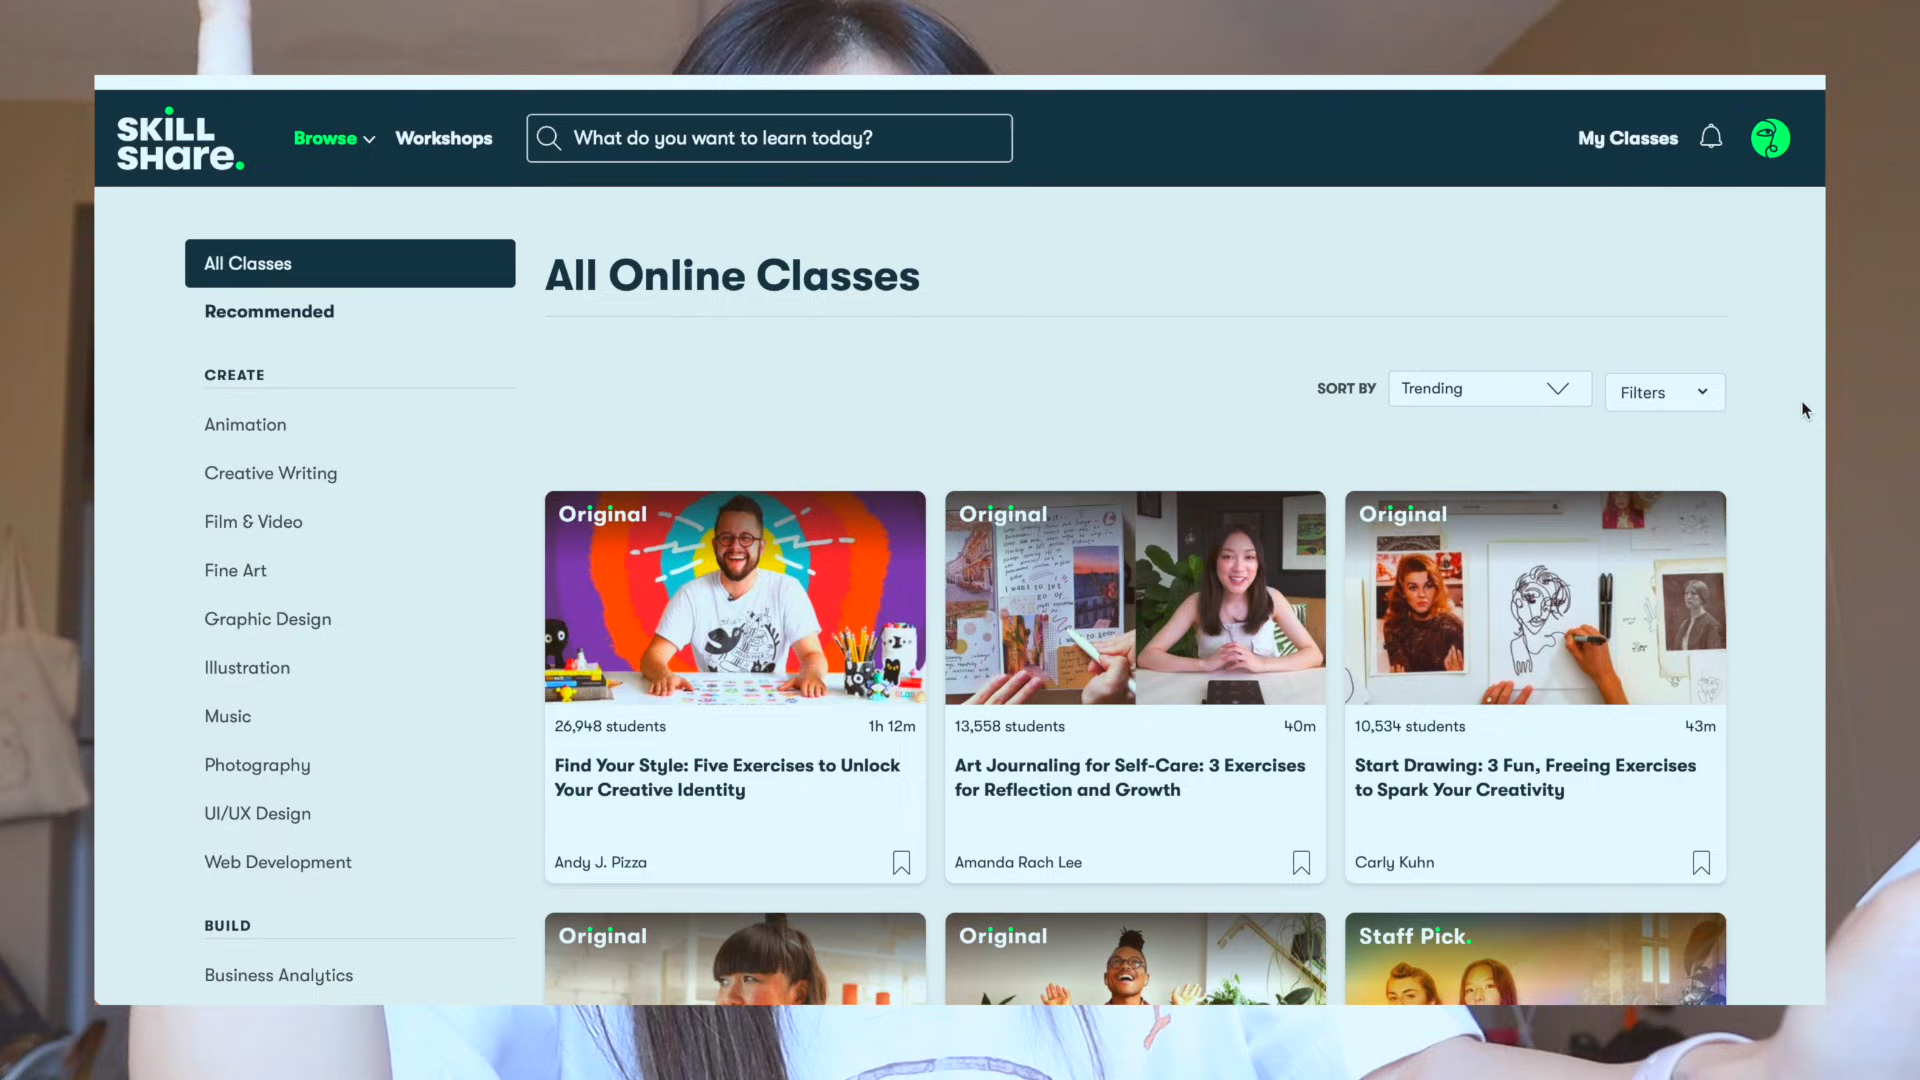 SKILL
SHare.
Browse
Workshops
What do you want to learn today?
My Classes
All Classes
Recommended
CREATE
Animation
Creative Writing
Film & Video
Fine Art
Graphic Design
Illustration
Music
Photography
UI/UX Design
Web Development
BUILD
Business Analytics
All Online Classes
SORT BY
Trending
Filters
Original
26,948 students
1h 12m
Find Your Style: Five Exercises to Unlock
Your Creative Identity
Andy J. Pizza
Original
13,558 students
40m
Art Journaling for Self-Care: 3 Exercises
for Reflection and Growth
Amanda Rach Lee
Original
10,534 students
43m
Start Drawing: 3 Fun, Freeing Exercises
to Spark Your Creativity
Carly Kuhn
Original
Original
Staff Pick.